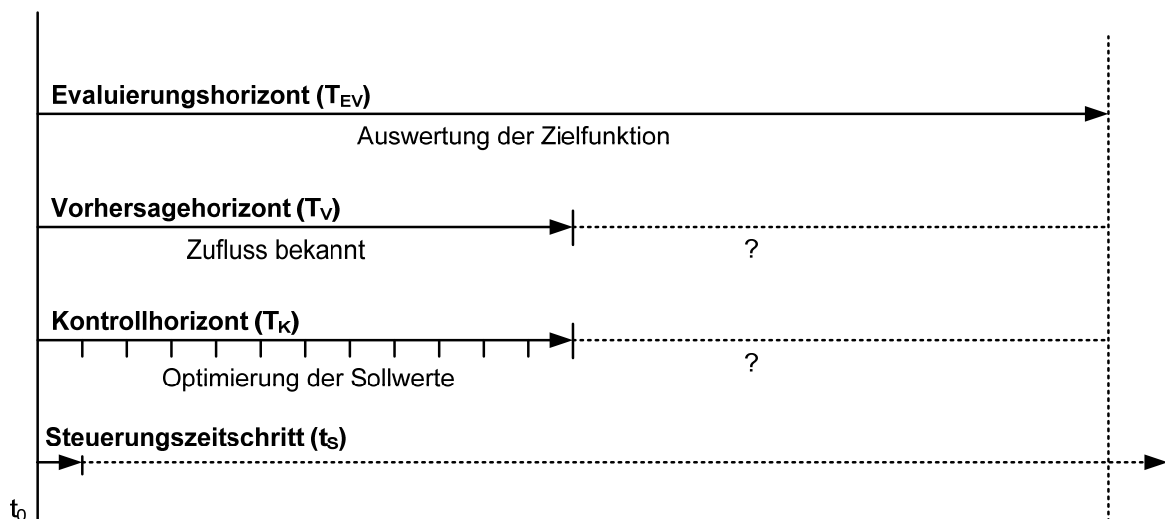 Evaluierungshorizont (TEV)
Auswertung der Zielfunktion
Vorhersagehorizont (TV)
Zufluss bekannt
?
Kontrollhorizont (TK)
Optimierung der Sollwerte
?
Steuerungszeitschritt (tS)
t0